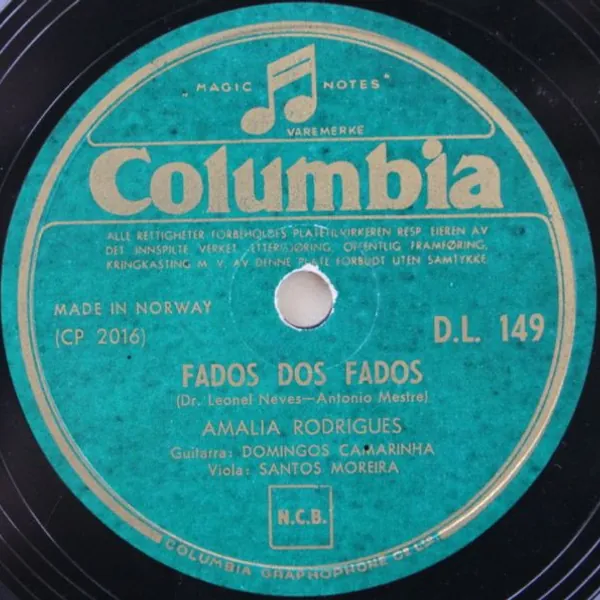 „MAGIC NOTES"
VAREMERKE
Columbia
ALLE RETTIGHETER FORBEHOLDES PLATETILVIRKEREN RESP. EIEREN AV
DET INNSPILTE VERKET. ETTERGJØRING, OFFENTLIG FRAMFØRING,
KRINGKASTING M. V. AV DENNE PLATE FORBUDT UTEN SAMTYKKE.
MADE IN NORWAY
(CP 2016)
D.L. 149
FADOS DOS FADOS
(Dr. Leonel Neves—Antonio Mestre)
AMALIA RODRIGUES
Guitarra: DOMINGOS CAMARINHA
Viola: SANTOS MOREIRA
N.C.B.
COLUMBIA GRAPHOPHONE Co LTD.